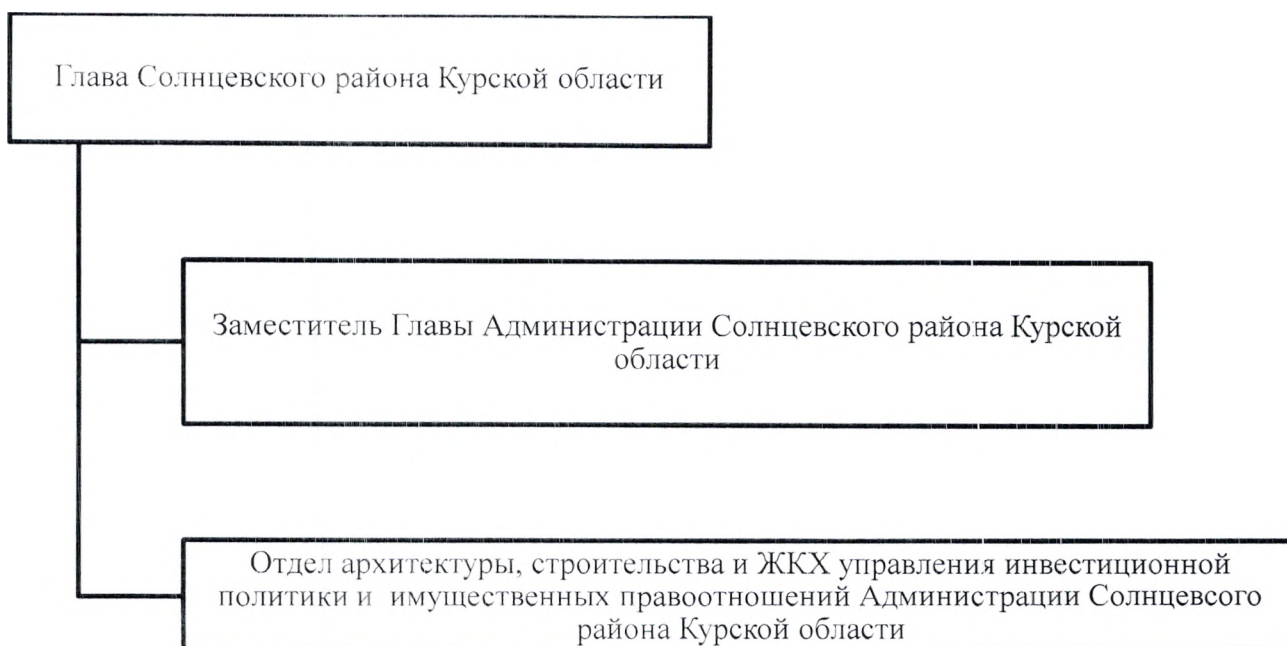 Глава Солнцевского района Курской области
Заместитель Главы Администрации Солнцевского района Курской
области
Отдел архитектуры, строительства и ЖКХ управления инвестиционной
политики и имущественных правоотношений Администрации Солнцевсого
района Курской области